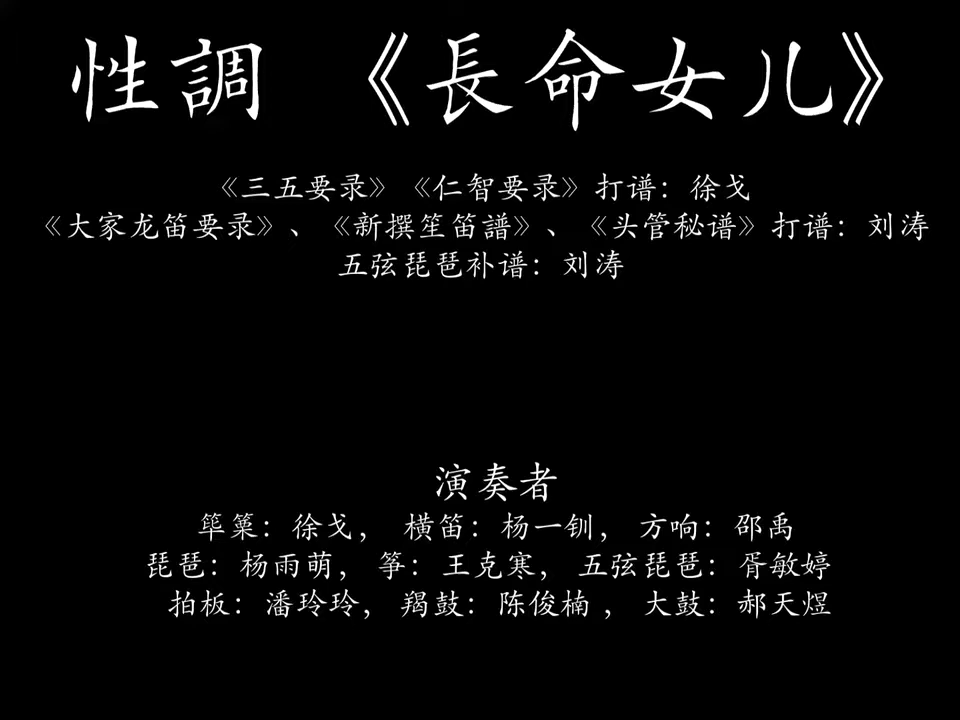 性調 《長命女儿》
《三五要录》《仁智要录》打谱：徐戈
《大家龙笛要录》、《新撰笙笛譜》、《头管秘谱》打谱：刘涛
五弦琵琶补谱：刘涛
演奏者
筚篥：徐戈， 横笛：杨一钏， 方响：邵禹
琵琶：杨雨萌， 筝：王克寒， 五弦琵琶：胥敏婷
拍板：潘玲玲， 羯鼓：陈俊楠 ， 大鼓：郝天煜